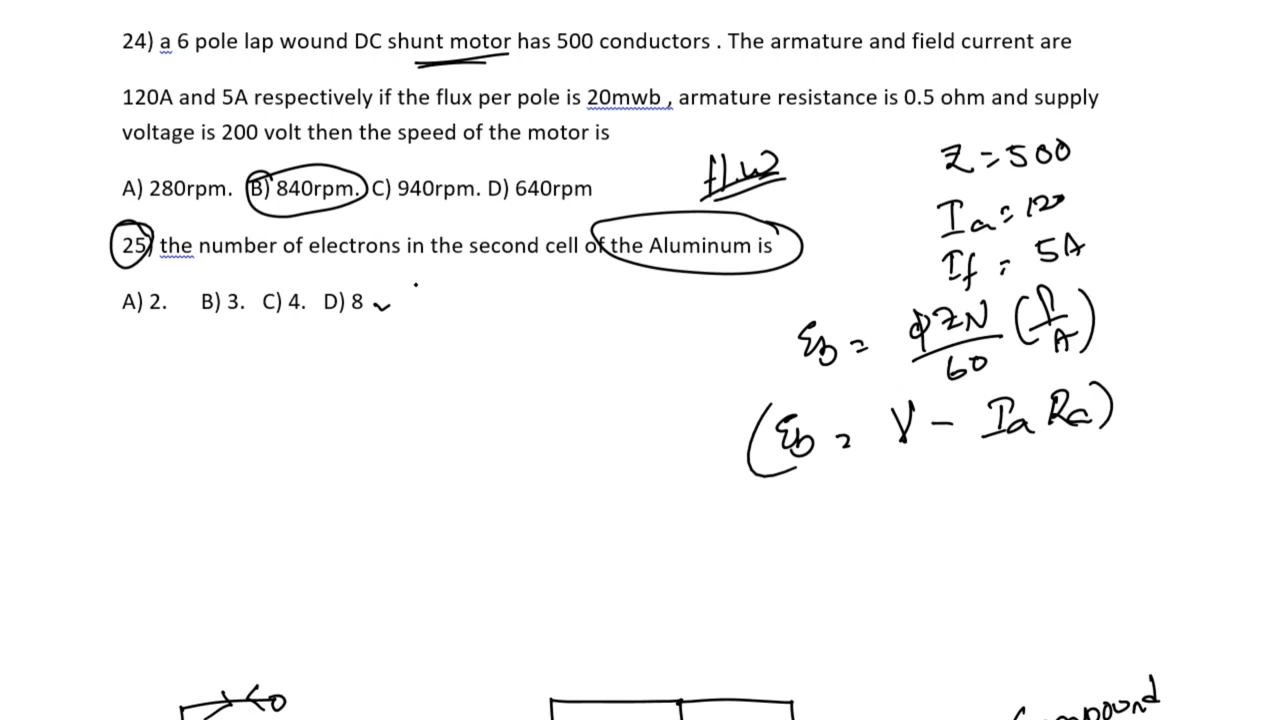 24) a 6 pole lap wound DC shunt motor has 500 conductors . The armature and field current are
120A and 5A respectively if the flux per pole is 20mwb , armature resistance is 0.5 ohm and supply
voltage is 200 volt then the speed of the motor is
A) 280rpm. B) 840rpm. C) 940rpm. D) 640rpm
H.W
Z = 500
Ia = 120
If = 5A
25) the number of electrons in the second cell of the Aluminum is
A) 2. B) 3. C) 4. D) 8
Eb = ϕZN/60 (P/A)
(Eb = V - Ia Ra)
Compound